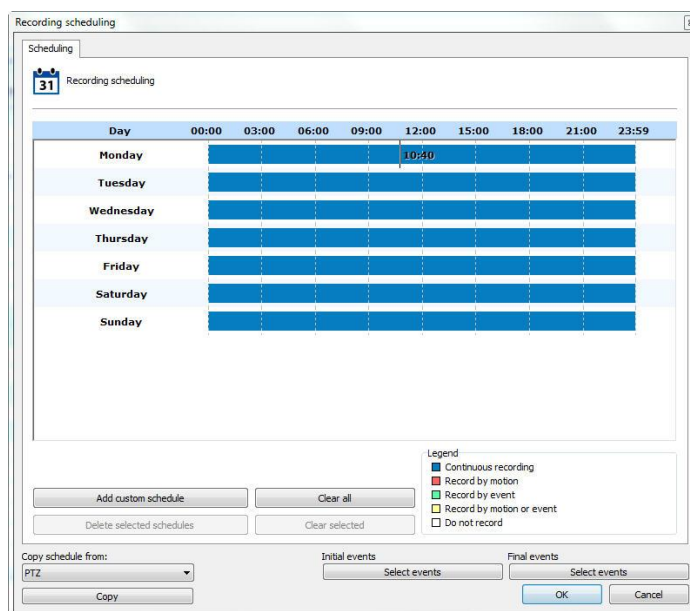 Recording scheduling
Scheduling
31 Recording scheduling
Day 00:00 03:00 06:00 09:00 12:00 15:00 18:00 21:00 23:59
Monday 10:40
Tuesday
Wednesday
Thursday
Friday
Saturday
Sunday
Legend
Continuous recording
Record by motion
Record by event
Record by motion or event
Do not record
Add custom schedule Clear all
Delete selected schedules Clear selected
Copy schedule from: Initial events Final events
PTZ Select events Select events
Copy OK Cancel